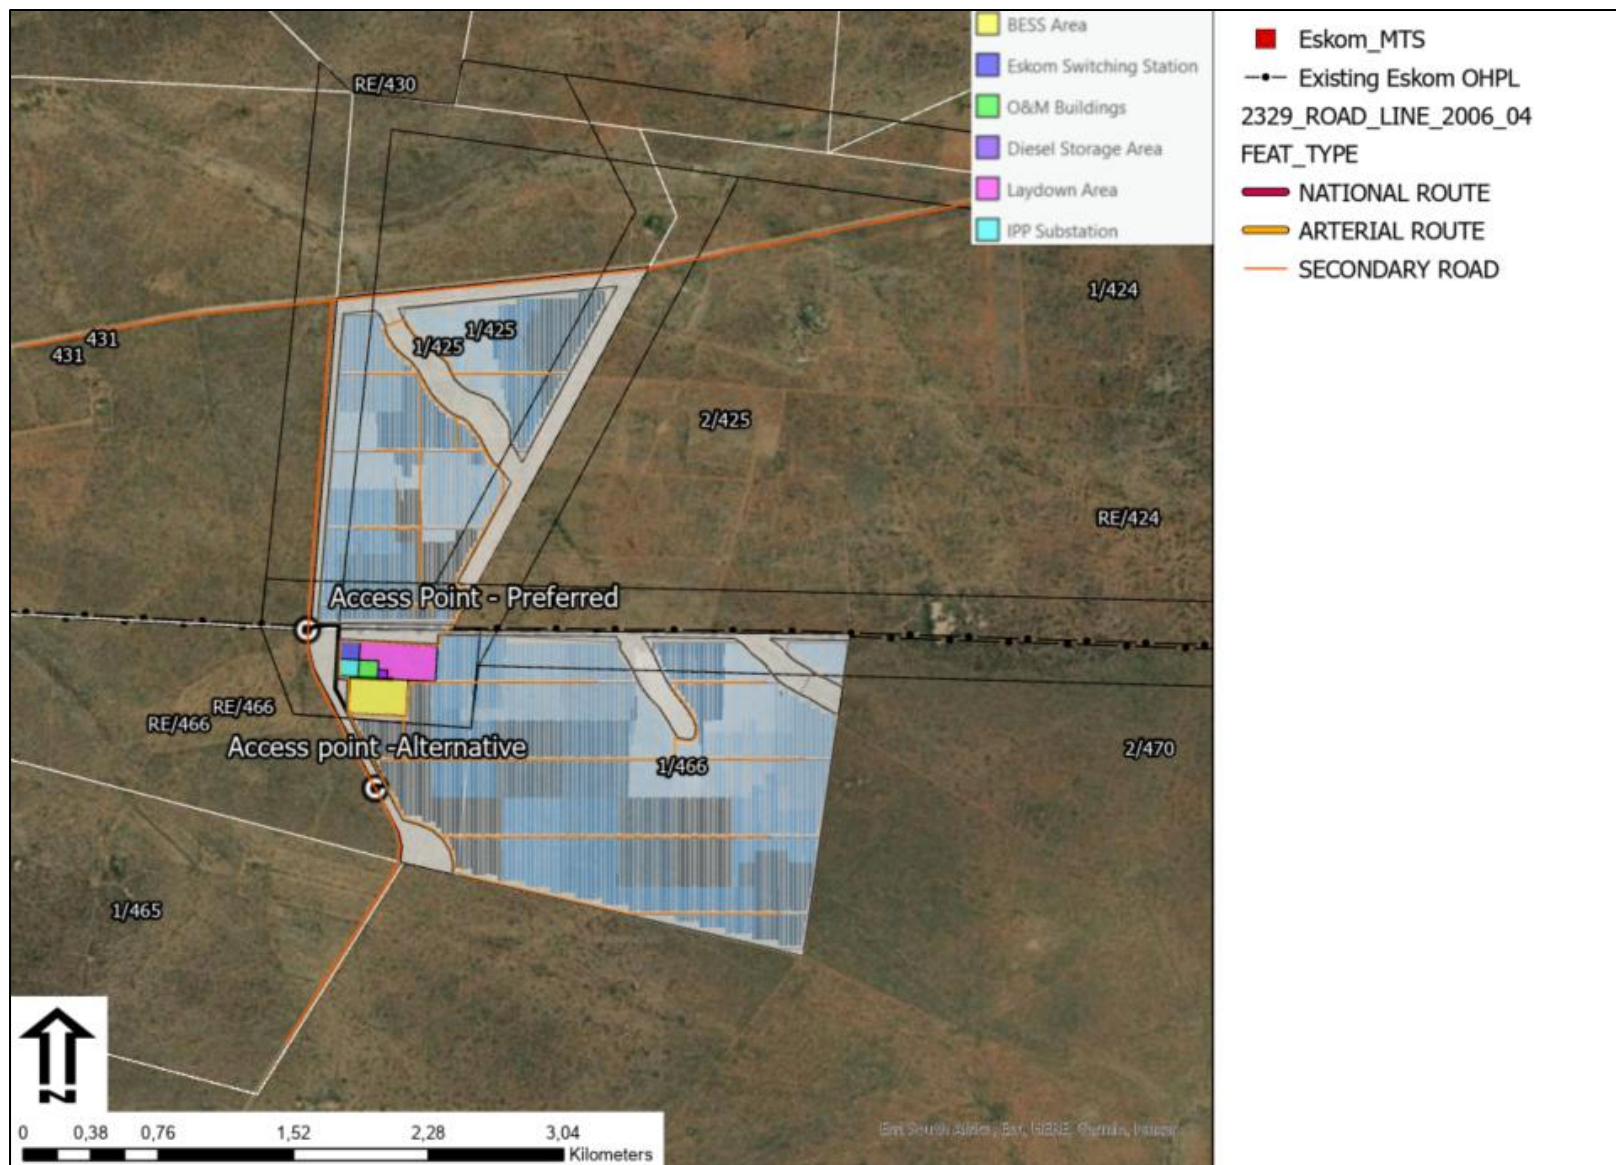 BESS Area
Eskom Switching Station
O&M Buildings
Diesel Storage Area
Laydown Area
IPP Substation
Eskom_MTS
Existing Eskom OHPL
2329_ROAD_LINE_2006_04
FEAT_TYPE
NATIONAL ROUTE
ARTERIAL ROUTE
SECONDARY ROAD
RE/430
1/424
431
431
1/425
1/425
2/425
RE/424
Access Point - Preferred
RE/466
RE/466
Access point -Alternative
1/466
2/470
1/465
N
0 0,38 0,76 1,52 2,28 3,04
Kilometers